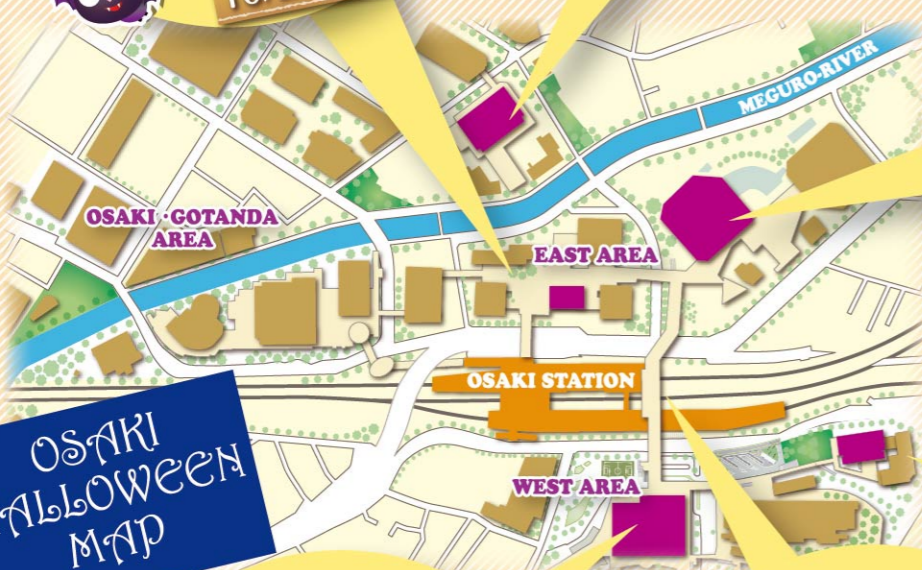 MEGURO-RIVER
OSAKI・GOTANDA
AREA
EAST AREA
OSAKI STATION
WEST AREA
OSAKI
ALLOWEEN
MAP